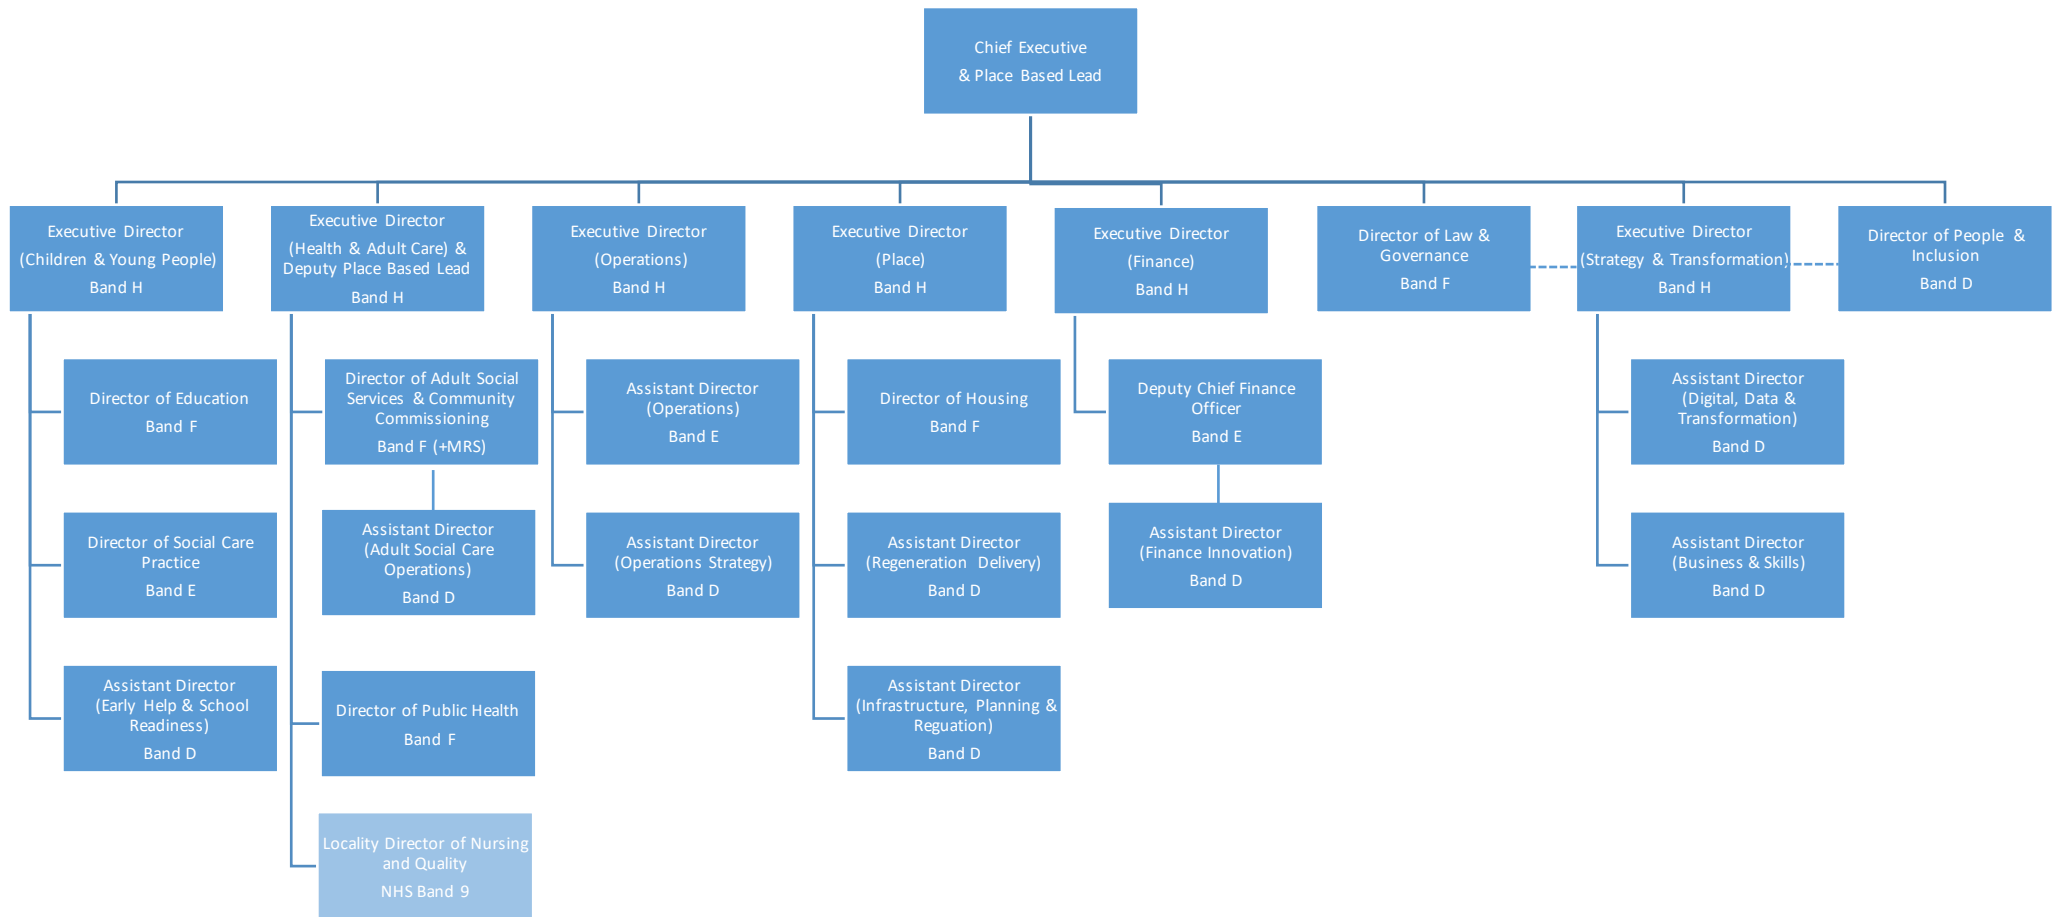 Chief Executive
& Place Based Lead
Executive Director
(Children & Young People)
Band H
Executive Director
(Health & Adult Care) &
Deputy Place Based Lead
Band H
Executive Director
(Operations)
Band H
Executive Director
(Place)
Band H
Executive Director
(Finance)
Band H
Director of Law &
Governance
Band F
Executive Director
(Strategy & Transformation)
Band H
Director of People &
Inclusion
Band D
Director of Education
Band F
Director of Adult Social
Services & Community
Commissioning
Band F (+MRS)
Assistant Director
(Operations)
Band E
Director of Housing
Band F
Deputy Chief Finance
Officer
Band E
Assistant Director
(Digital, Data &
Transformation)
Band D
Director of Social Care
Practice
Band E
Assistant Director
(Adult Social Care
Operations)
Band D
Assistant Director
(Operations Strategy)
Band D
Assistant Director
(Regeneration Delivery)
Band D
Assistant Director
(Finance Innovation)
Band D
Assistant Director
(Business & Skills)
Band D
Assistant Director
(Early Help & School
Readiness)
Band D
Director of Public Health
Band F
Assistant Director
(Infrastructure, Planning &
Reguation)
Band D
Locality Director of Nursing
and Quality
NHS Band 9